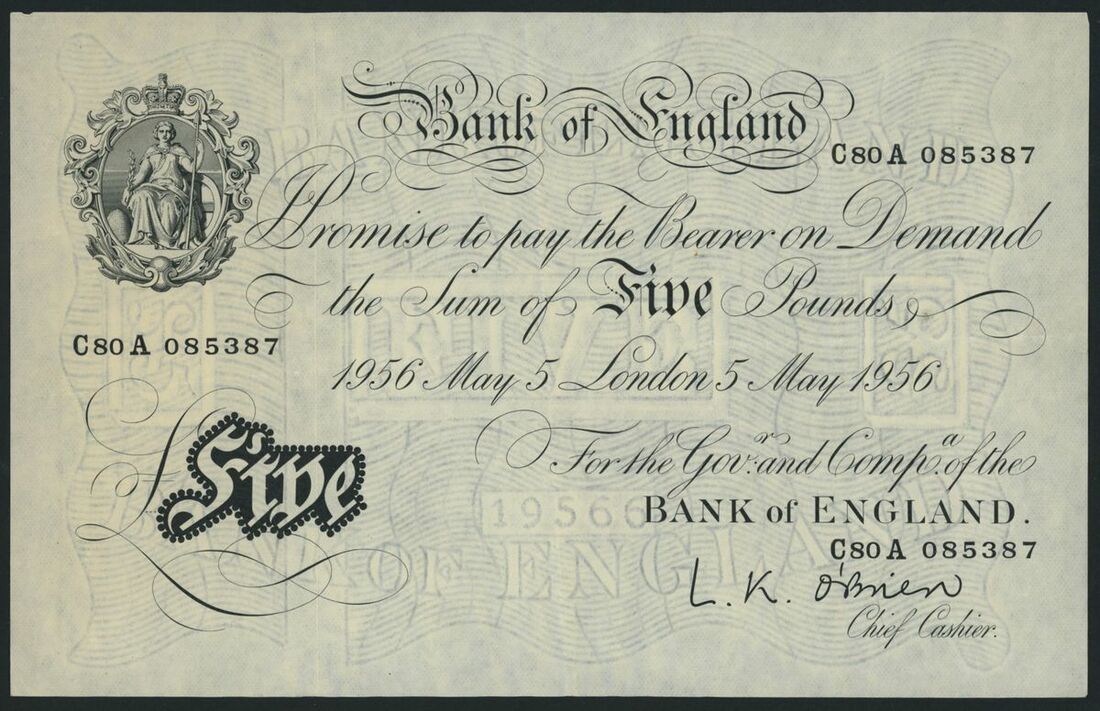 Bank of England
C80A 085387
I Promise to pay the Bearer on Demand
the Sum of Five Pounds
C80A 085387
1956 May 5 London 5 May 1956
Five
For the Govr. and Compa. of the
BANK of ENGLAND.
C80A 085387
L. K. O'Brien
Chief Cashier.